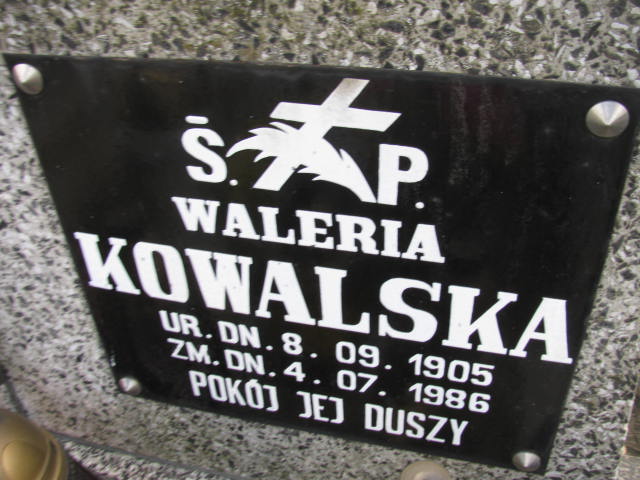 Ś. P.
WALERIA
KOWALSKA
UR. DN. 8. 09. 1905
ZM. DN. 4. 07. 1986
POKÓJ JEJ DUSZY